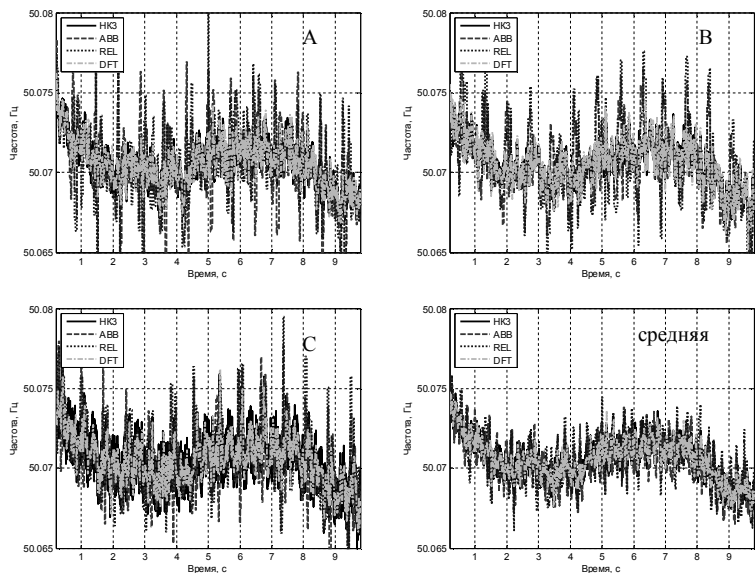 50.08
НКЗ
ABB
REL
DFT
A
50.075
Частота, Гц
50.07
50.065
1 2 3 4 5 6 7 8 9
Время, с
50.08
НКЗ
ABB
REL
DFT
B
50.075
Частота, Гц
50.07
50.065
1 2 3 4 5 6 7 8 9
Время, с
50.08
НКЗ
ABB
REL
DFT
C
50.075
Частота, Гц
50.07
50.065
1 2 3 4 5 6 7 8 9
Время, с
50.08
НКЗ
ABB
REL
DFT
средняя
50.075
Частота, Гц
50.07
50.065
1 2 3 4 5 6 7 8 9
Время, с